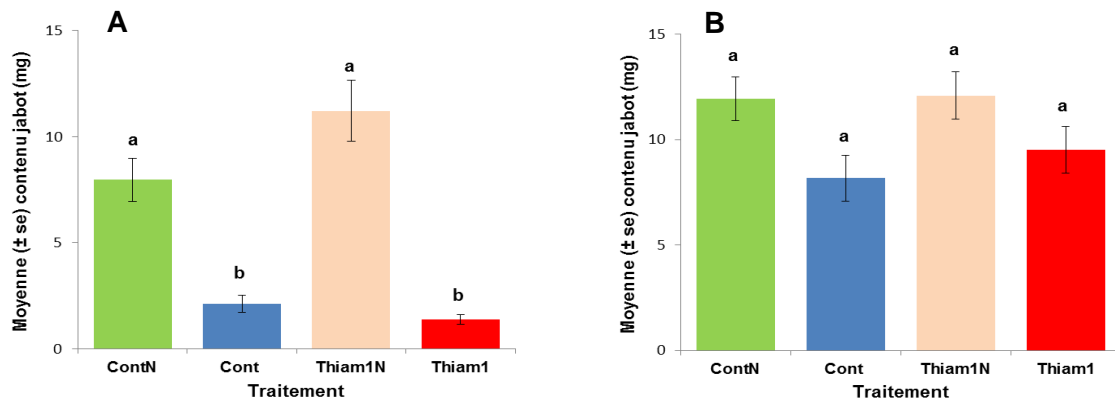 A
Moyenne (± se) contenu jabot (mg)
15
10
5
0
a
b
a
b
ContN
Cont
Thiam1N
Thiam1
Traitement
B
Moyenne (± se) contenu jabot (mg)
15
10
5
0
a
a
a
a
ContN
Cont
Thiam1N
Thiam1
Traitement